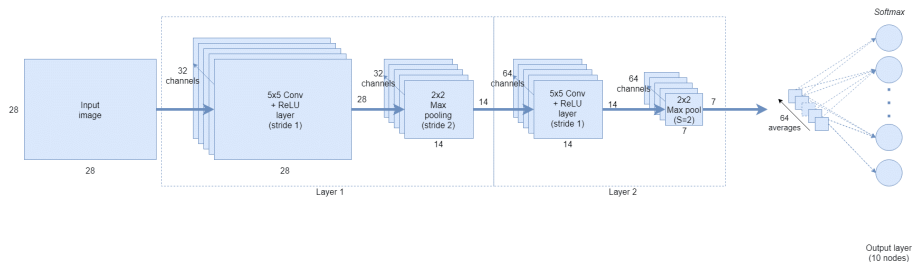 Softmax
28
Input
image
28
32
channels
5x5 Conv
+ ReLU
layer
(stride 1)
28
28
32
channels
2x2
Max
pooling
(stride 2)
14
14
Layer 1
64
channels
5x5 Conv
+ ReLU
layer
(stride 1)
14
14
64
channels
2x2
Max pool
(S=2)
7
7
Layer 2
64
averages
Output layer
(10 nodes)